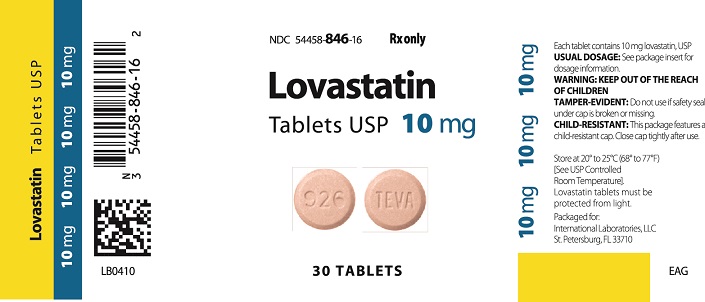 Lovastatin Tablets USP
10 mg 10 mg 10 mg 10 mg
N 3 54458-846-16 2
LB0410
NDC 54458-846-16 Rx only
Lovastatin
Tablets USP 10 mg
926 TEVA
30 TABLETS
10 mg 10 mg 10 mg
Each tablet contains 10 mg lovastatin, USP
USUAL DOSAGE: See package insert for
dosage information.
WARNING: KEEP OUT OF THE REACH
OF CHILDREN
TAMPER-EVIDENT: Do not use if safety seal
under cap is broken or missing.
CHILD-RESISTANT: This package features a
child-resistant cap. Close cap tightly after use.
Store at 20° to 25°C (68° to 77°F)
[See USP Controlled
Room Temperature].
Lovastatin tablets must be
protected from light.
Packaged for:
International Laboratories, LLC
St. Petersburg, FL 33710
EAG